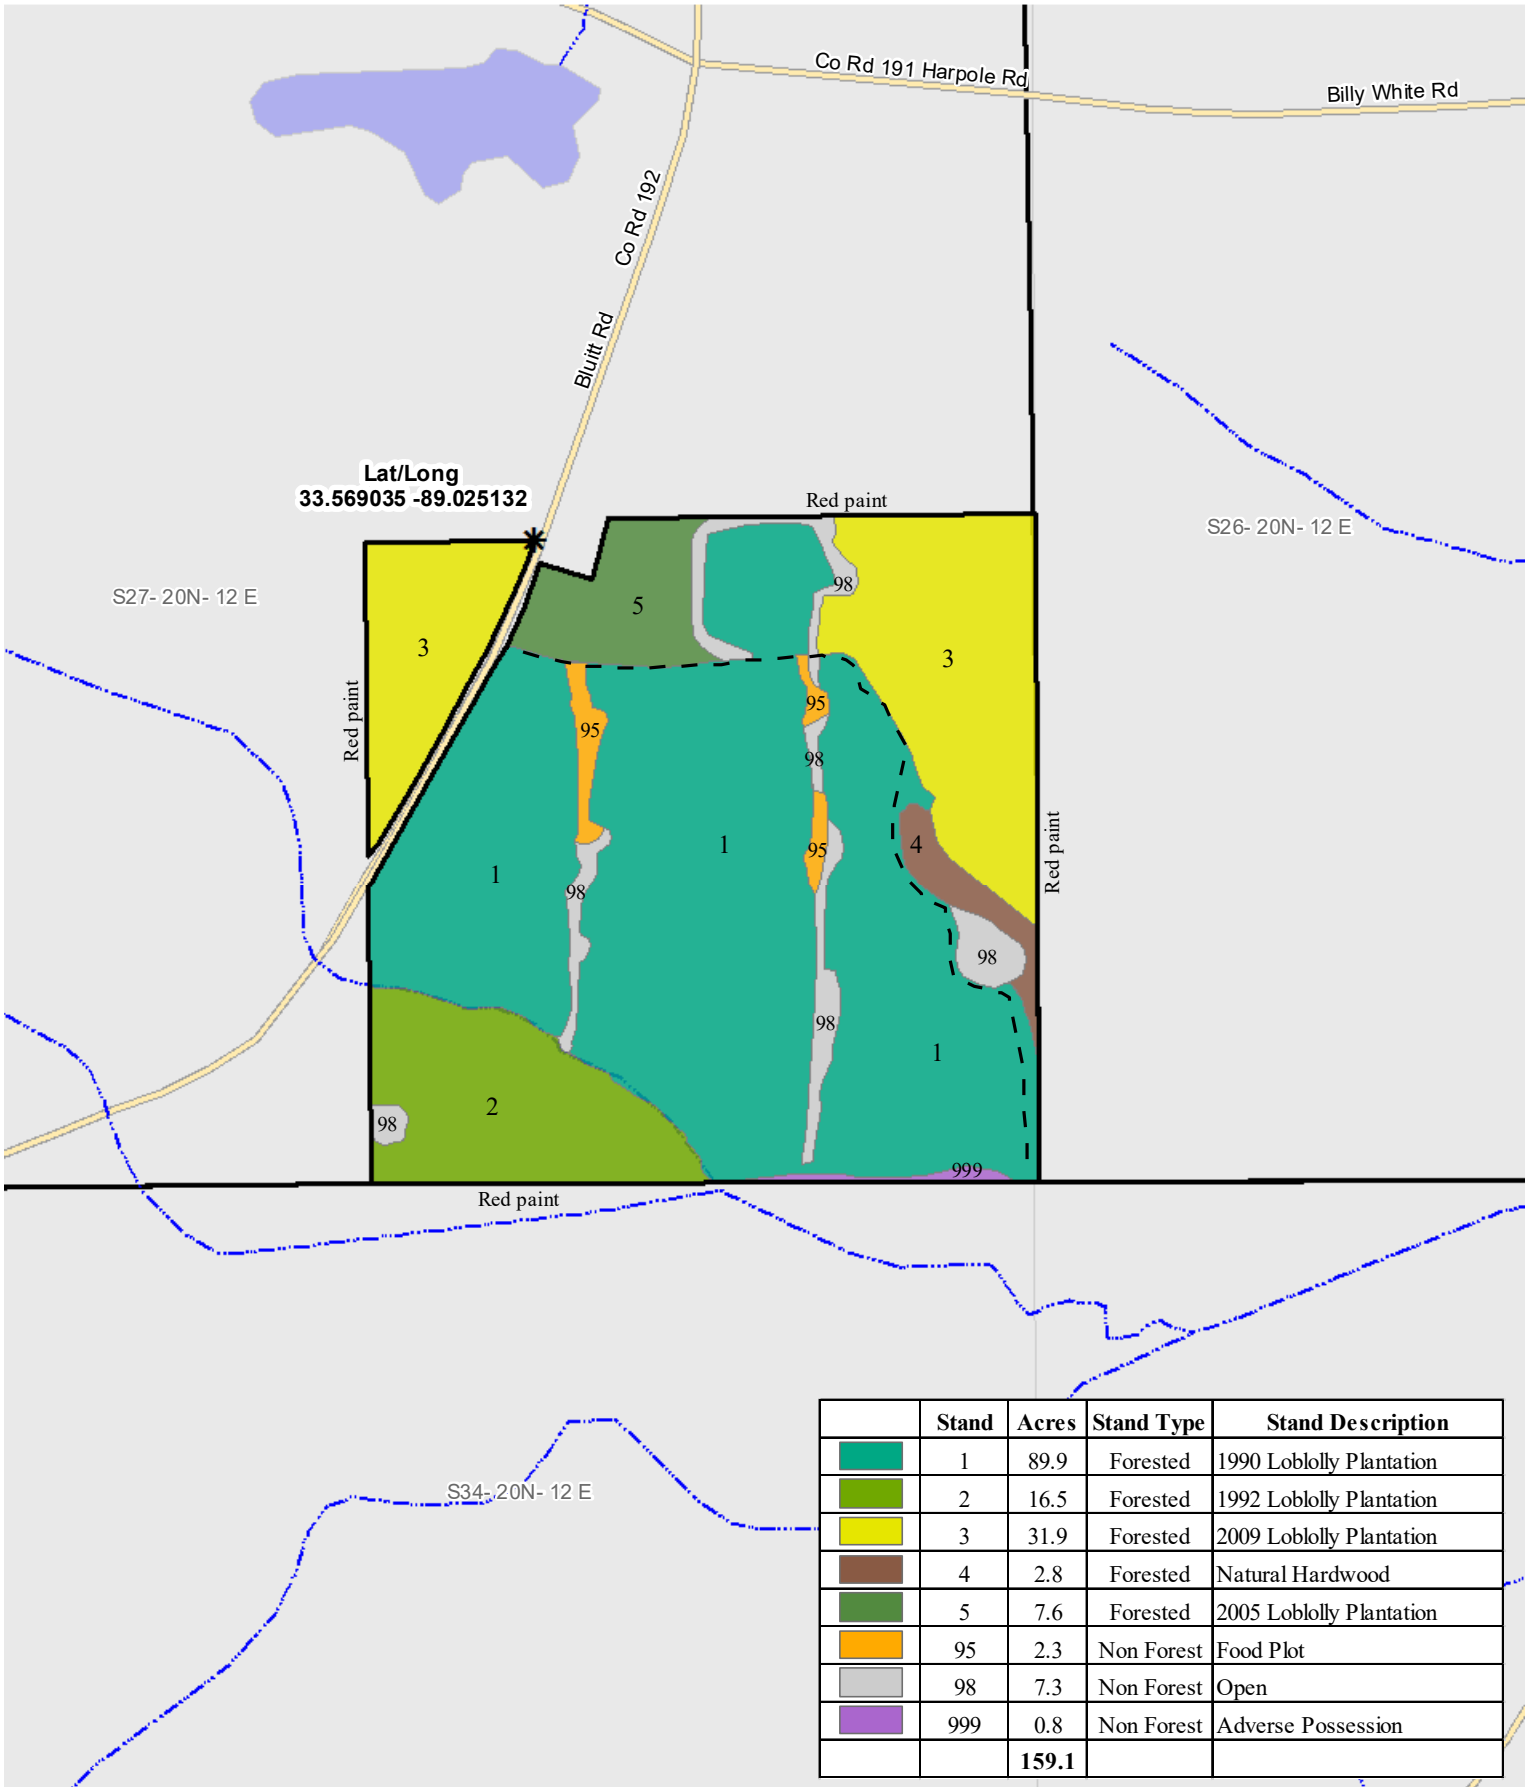 Co Rd 191 Harpole Rd
Billy White Rd
Co Rd 192
Bluitt Rd
Lat/Long
33.569035 -89.025132
Red paint
S26- 20N- 12 E
S27- 20N- 12 E
98
5
3
3
Red paint
95
95
98
1
4
95
Red paint
1
98
98
98
1
2
98
999
Red paint
S34- 20N- 12 E
Stand Acres Stand Type Stand Description
1 89.9 Forested 1990 Loblolly Plantation
2 16.5 Forested 1992 Loblolly Plantation
3 31.9 Forested 2009 Loblolly Plantation
4 2.8 Forested Natural Hardwood
5 7.6 Forested 2005 Loblolly Plantation
95 2.3 Non Forest Food Plot
98 7.3 Non Forest Open
999 0.8 Non Forest Adverse Possession
159.1